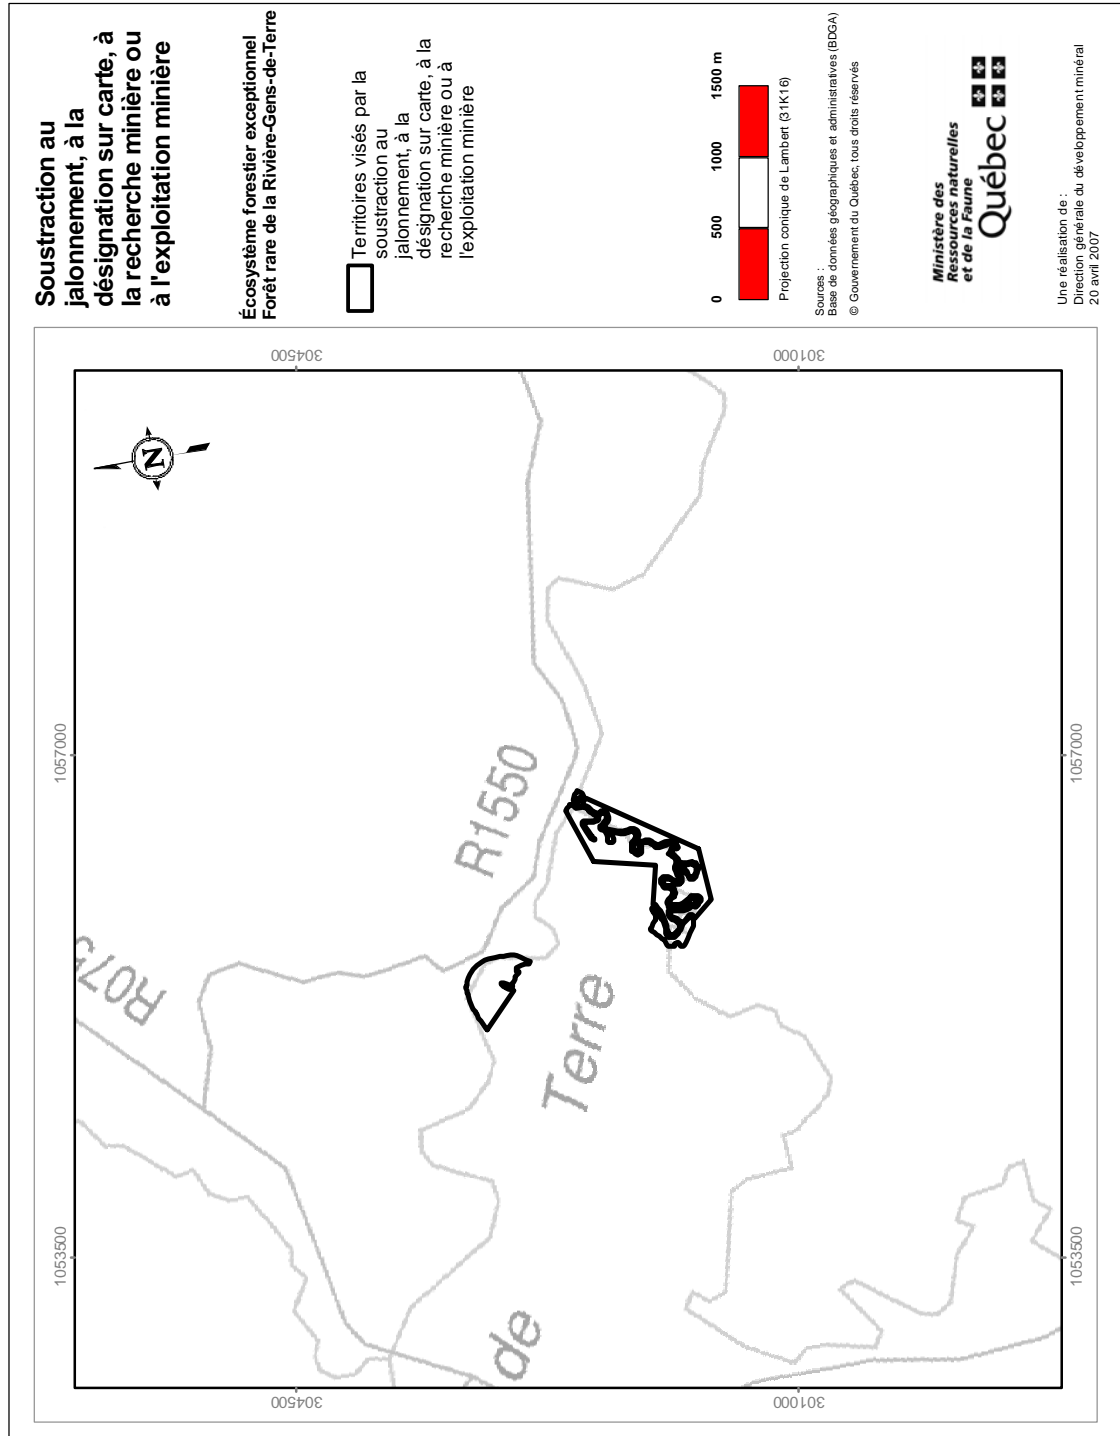 Soustraction au
jalonnement, à la
désignation sur carte, à
la recherche minière ou
à l'exploitation minière
Écosystème forestier exceptionnel
Forêt rare de la Rivière-Gens-de-Terre
Territoires visés par la
soustraction au
jalonnement, à la
désignation sur carte, à la
recherche minière ou à
l'exploitation minière
0 500 1000 1500 m
Projection conique de Lambert (31K16)
Sources :
Base de données géographiques et administratives (BDGA)
© Gouvernement du Québec, tous droits réservés
Ministère des
Ressources naturelles
et de la Faune
Québec
Une réalisation de :
Direction générale du développement minéral
20 avril 2007
1053500 1057000
304500 304500
N
R075
R1550
de
Terre
301000 301000
1053500 1057000